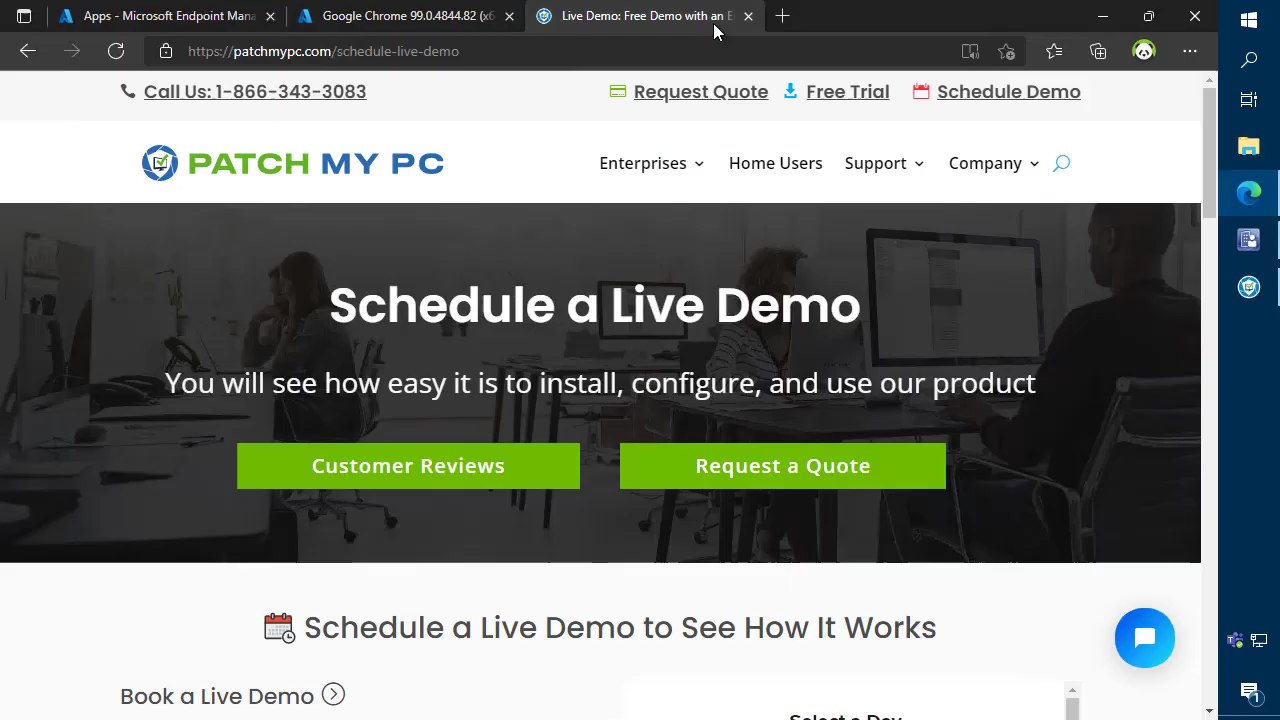 Apps - Microsoft Endpoint Mana
Google Chrome 99.0.4844.82 (x6
Live Demo: Free Demo with an E
https://patchmypc.com/schedule-live-demo
Call Us: 1-866-343-3083
Request Quote
Free Trial
Schedule Demo
PATCH MY PC
Enterprises
Home Users
Support
Company
Schedule a Live Demo
You will see how easy it is to install, configure, and use our product
Customer Reviews
Request a Quote
Schedule a Live Demo to See How It Works
Book a Live Demo
Select a Day
1